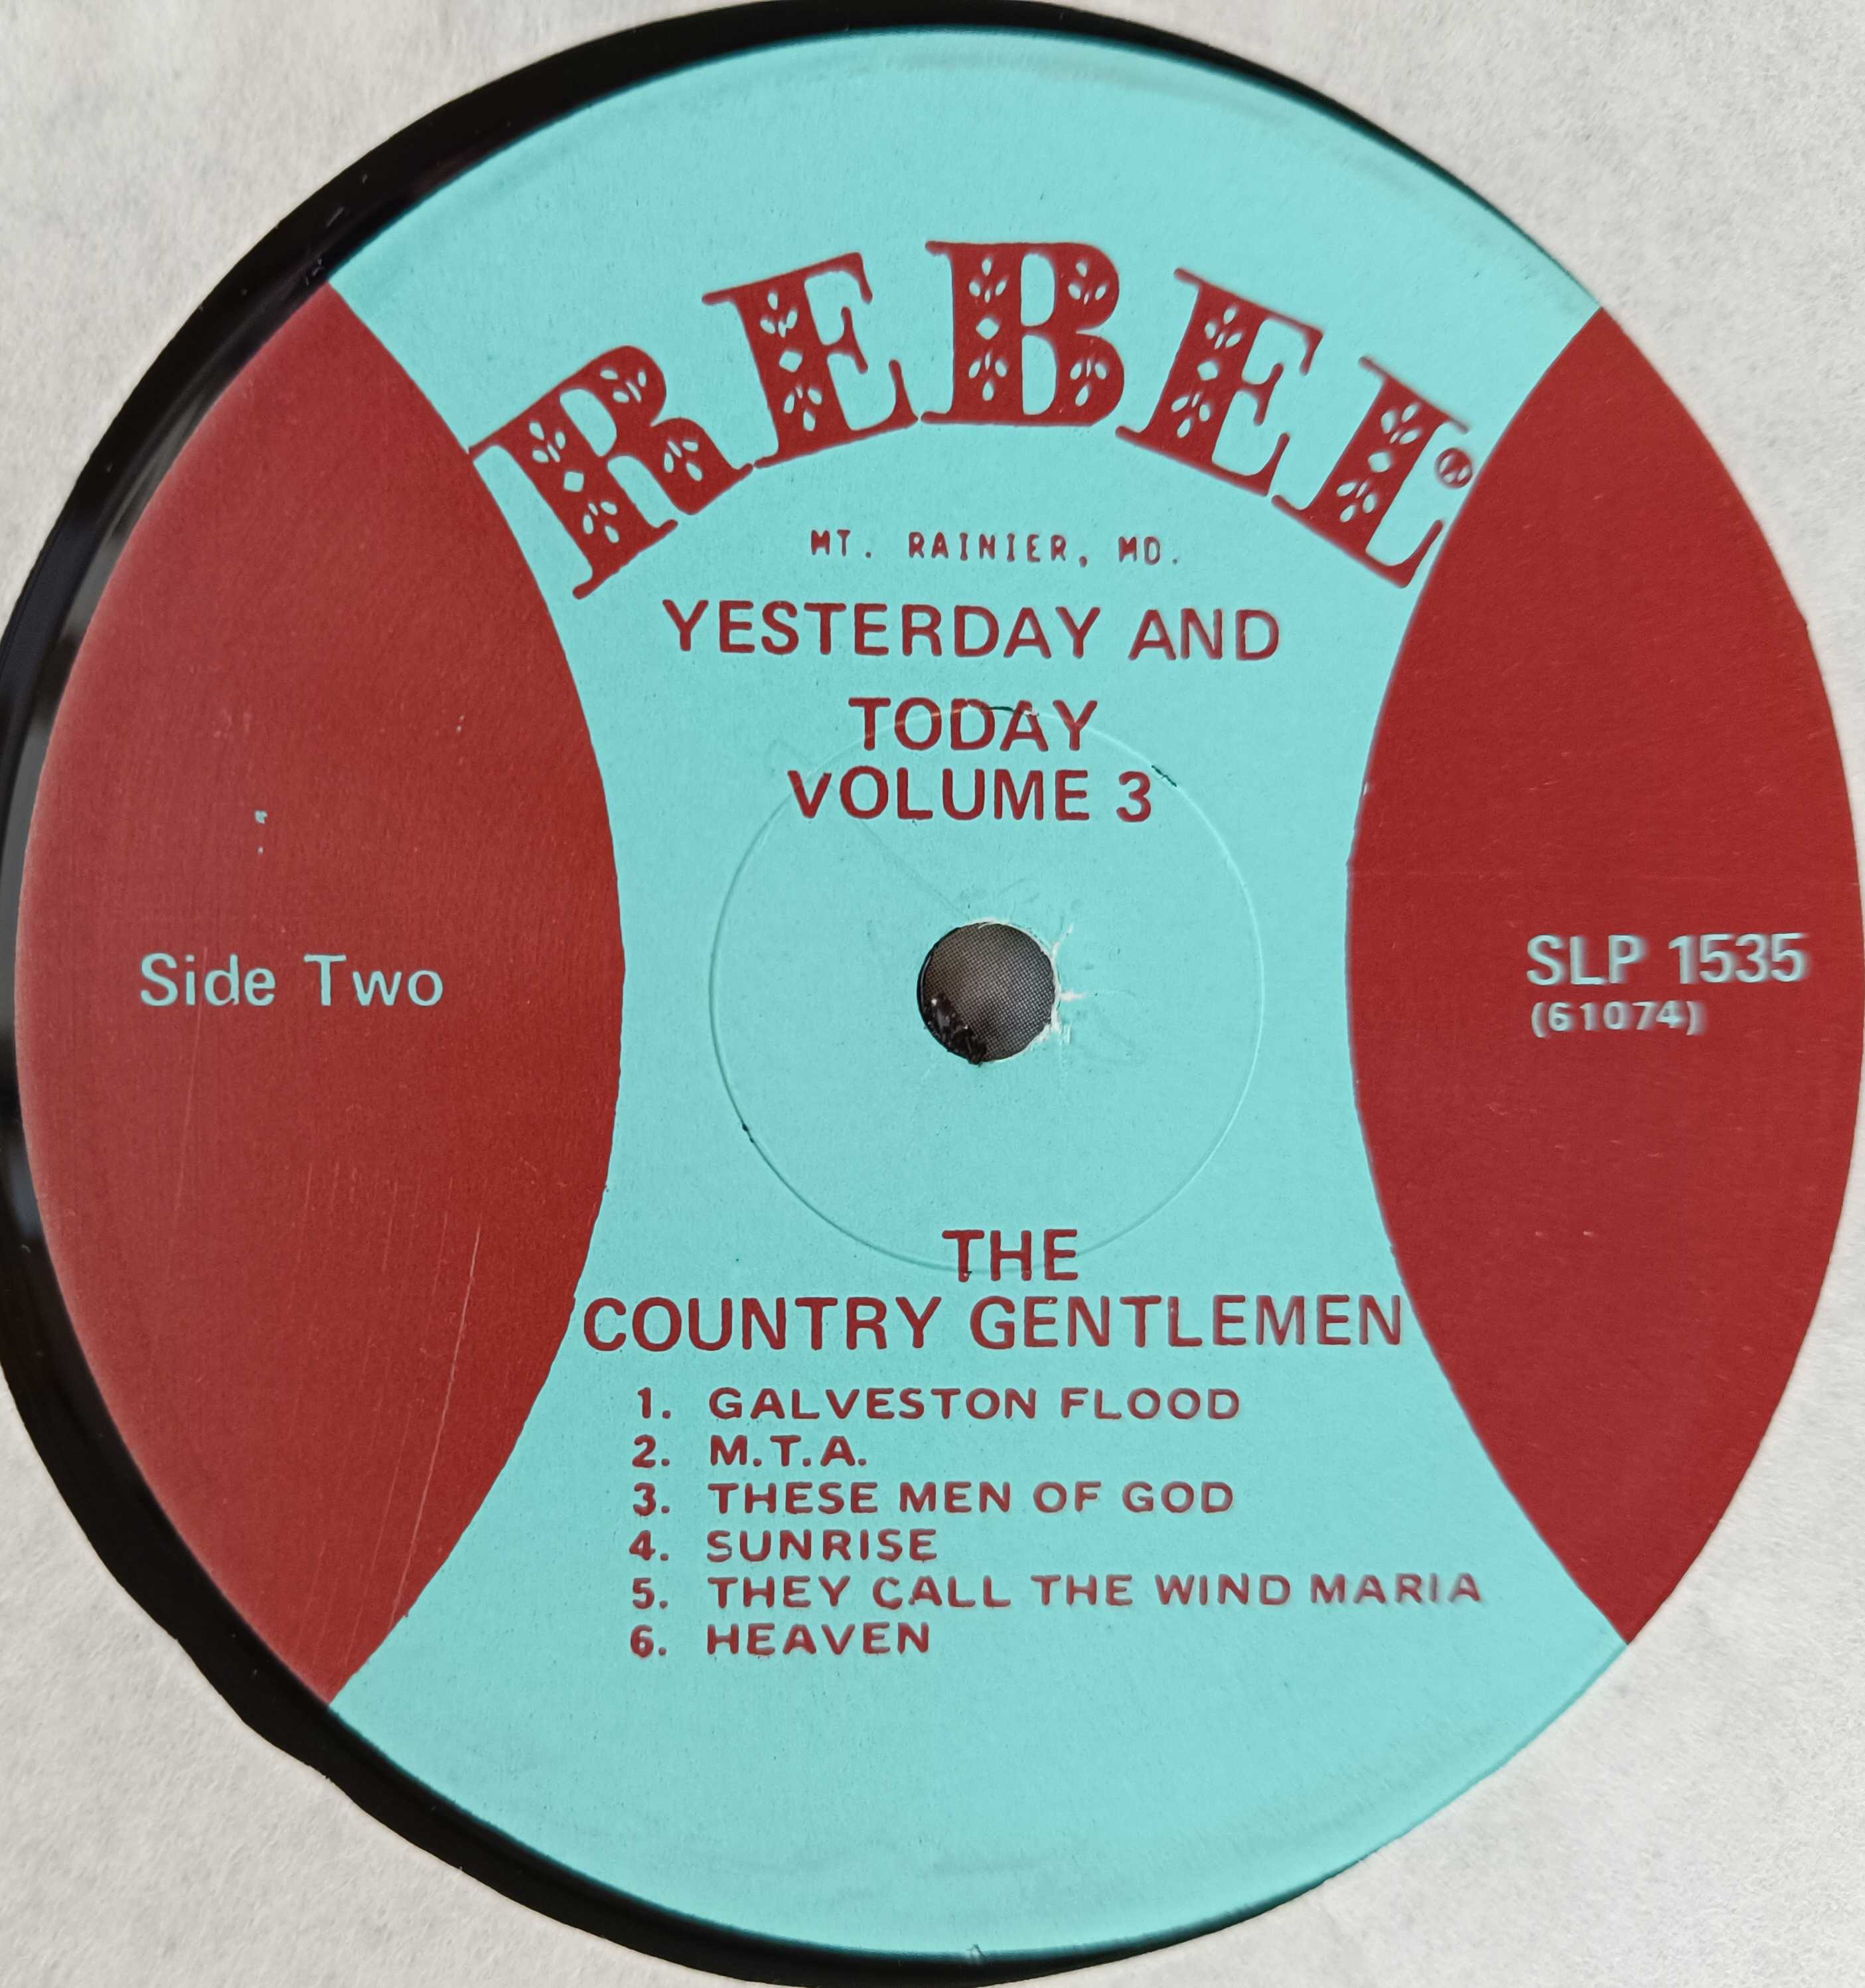 REBEL®
MT. RAINIER, MD.
YESTERDAY AND
TODAY
VOLUME 3
Side Two
SLP 1535
(61074)
THE
COUNTRY GENTLEMEN
1. GALVESTON FLOOD
2. M.T.A.
3. THESE MEN OF GOD
4. SUNRISE
5. THEY CALL THE WIND MARIA
6. HEAVEN